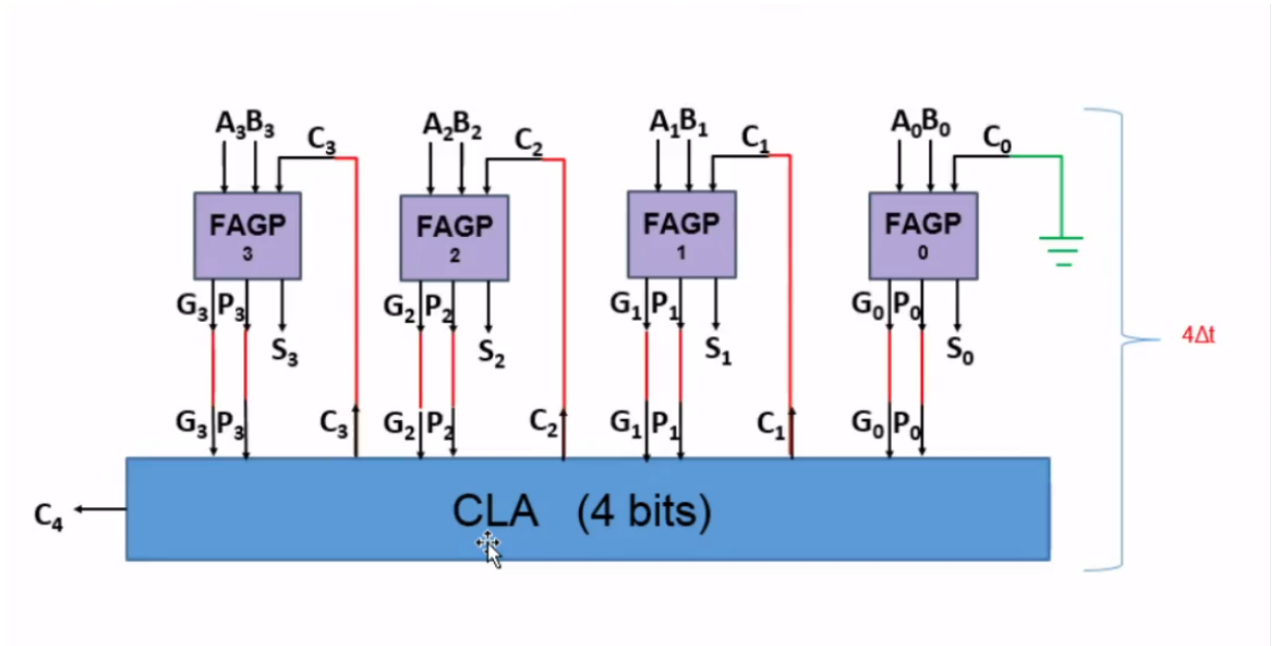 A₃B₃ C₃ A₂B₂ C₂ A₁B₁ C₁ A₀B₀ C₀
FAGP FAGP FAGP FAGP
3 2 1 0
G₃ P₃ G₂ P₂ G₁ P₁ G₀ P₀
S₃ S₂ S₁ S₀
4Δt
G₃ P₃ C₃ G₂ P₂ C₂ G₁ P₁ C₁ G₀ P₀
C₄ CLA (4 bits)